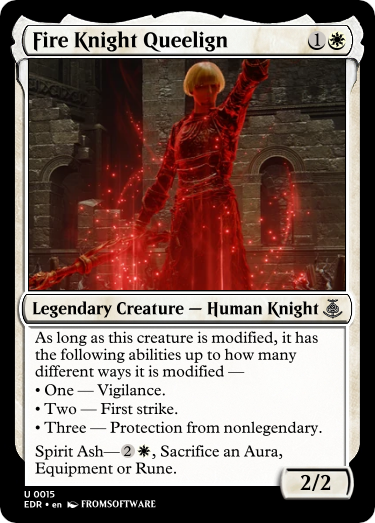 Fire Knight Queelign 1
Legendary Creature — Human Knight
As long as this creature is modified, it has
the following abilities up to how many
different ways it is modified —
• One — Vigilance.
• Two — First strike.
• Three — Protection from nonlegendary.
Spirit Ash—2, Sacrifice an Aura,
Equipment or Rune.
2/2
U 0015
EDR • en FROMSOFTWARE